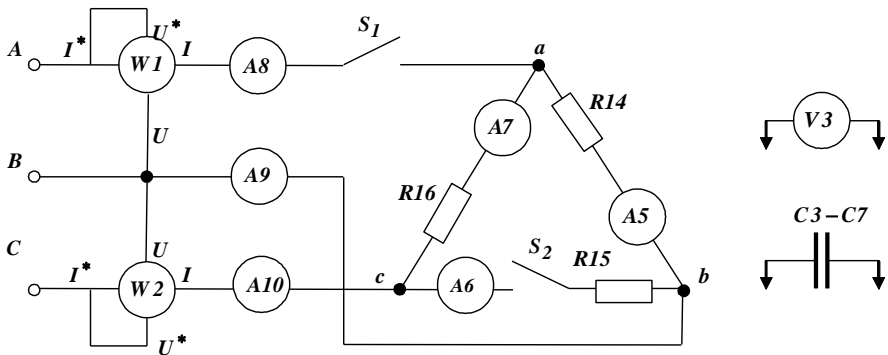 A
I*
U*
W1
I
A8
S1
a
R14
A7
V3
U
B
A9
R16
A5
C3-C7
C
U
I*
W2
I
A10
c
A6
S2
R15
b
U*